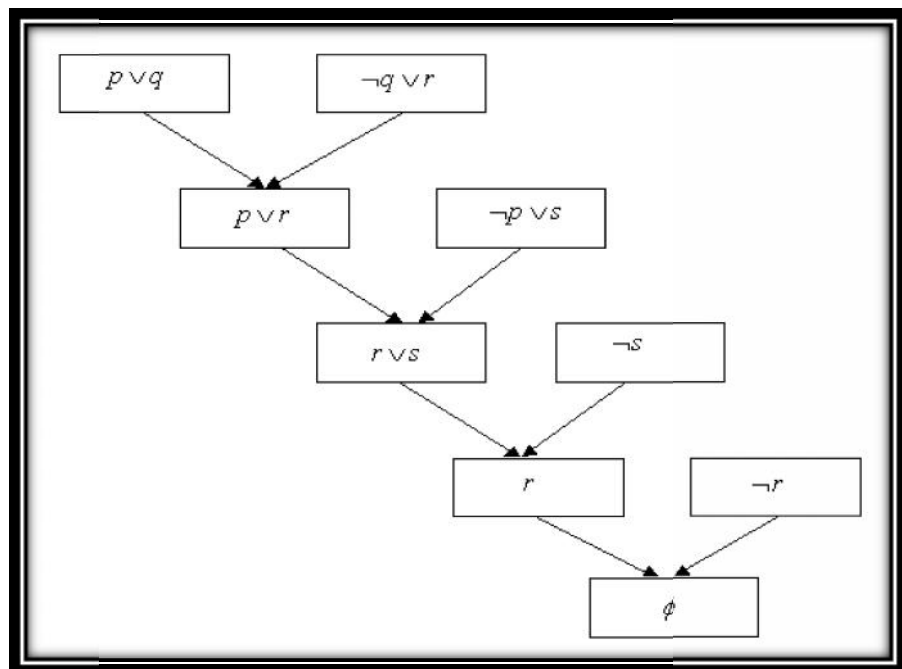 p ∨ q
¬q ∨ r
p ∨ r
¬p ∨ s
r ∨ s
¬s
r
¬r
ϕ